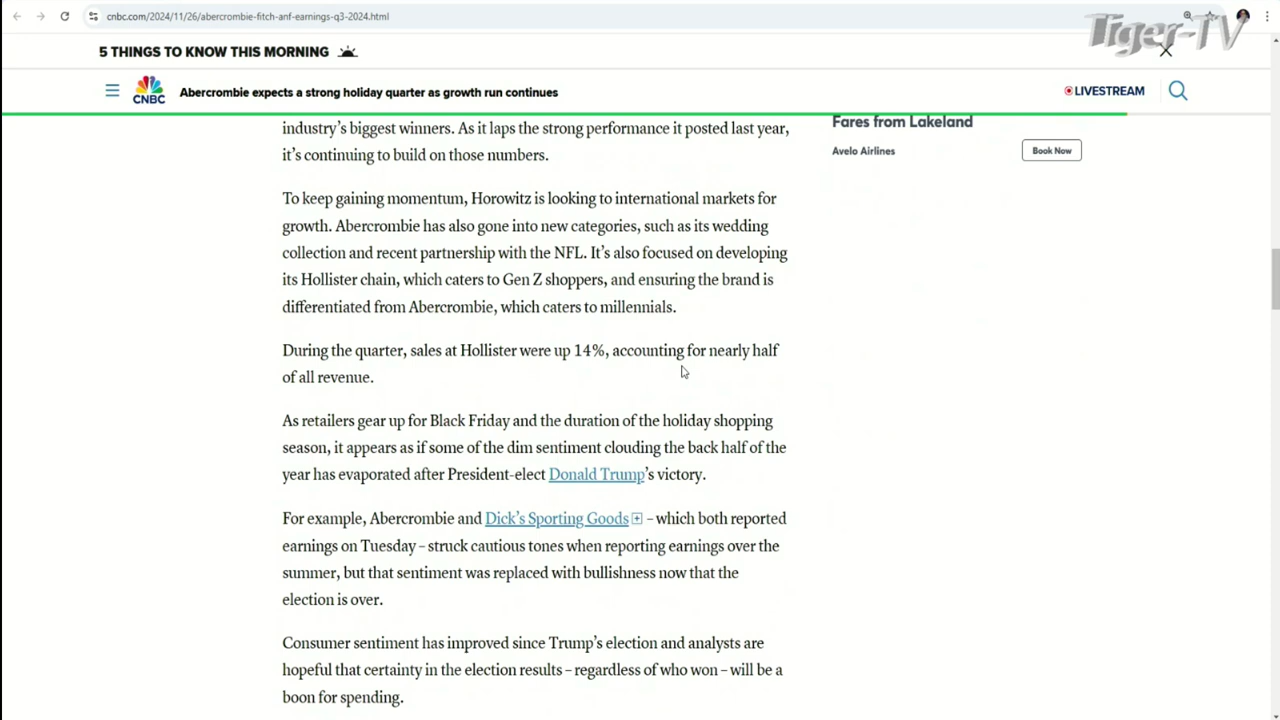 cnbc.com/2024/11/26/abercrombie-fitch-anf-earnings-q3-2024.html
Tiger-TV
5 THINGS TO KNOW THIS MORNING
CNBC
Abercrombie expects a strong holiday quarter as growth run continues
LIVESTREAM
industry’s biggest winners. As it laps the strong performance it posted last year,
it’s continuing to build on those numbers.
Fares from Lakeland
Avelo Airlines
Book Now
To keep gaining momentum, Horowitz is looking to international markets for
growth. Abercrombie has also gone into new categories, such as its wedding
collection and recent partnership with the NFL. It’s also focused on developing
its Hollister chain, which caters to Gen Z shoppers, and ensuring the brand is
differentiated from Abercrombie, which caters to millennials.
During the quarter, sales at Hollister were up 14%, accounting for nearly half
of all revenue.
As retailers gear up for Black Friday and the duration of the holiday shopping
season, it appears as if some of the dim sentiment clouding the back half of the
year has evaporated after President-elect Donald Trump’s victory.
For example, Abercrombie and Dick’s Sporting Goods – which both reported
earnings on Tuesday – struck cautious tones when reporting earnings over the
summer, but that sentiment was replaced with bullishness now that the
election is over.
Consumer sentiment has improved since Trump’s election and analysts are
hopeful that certainty in the election results – regardless of who won – will be a
boon for spending.